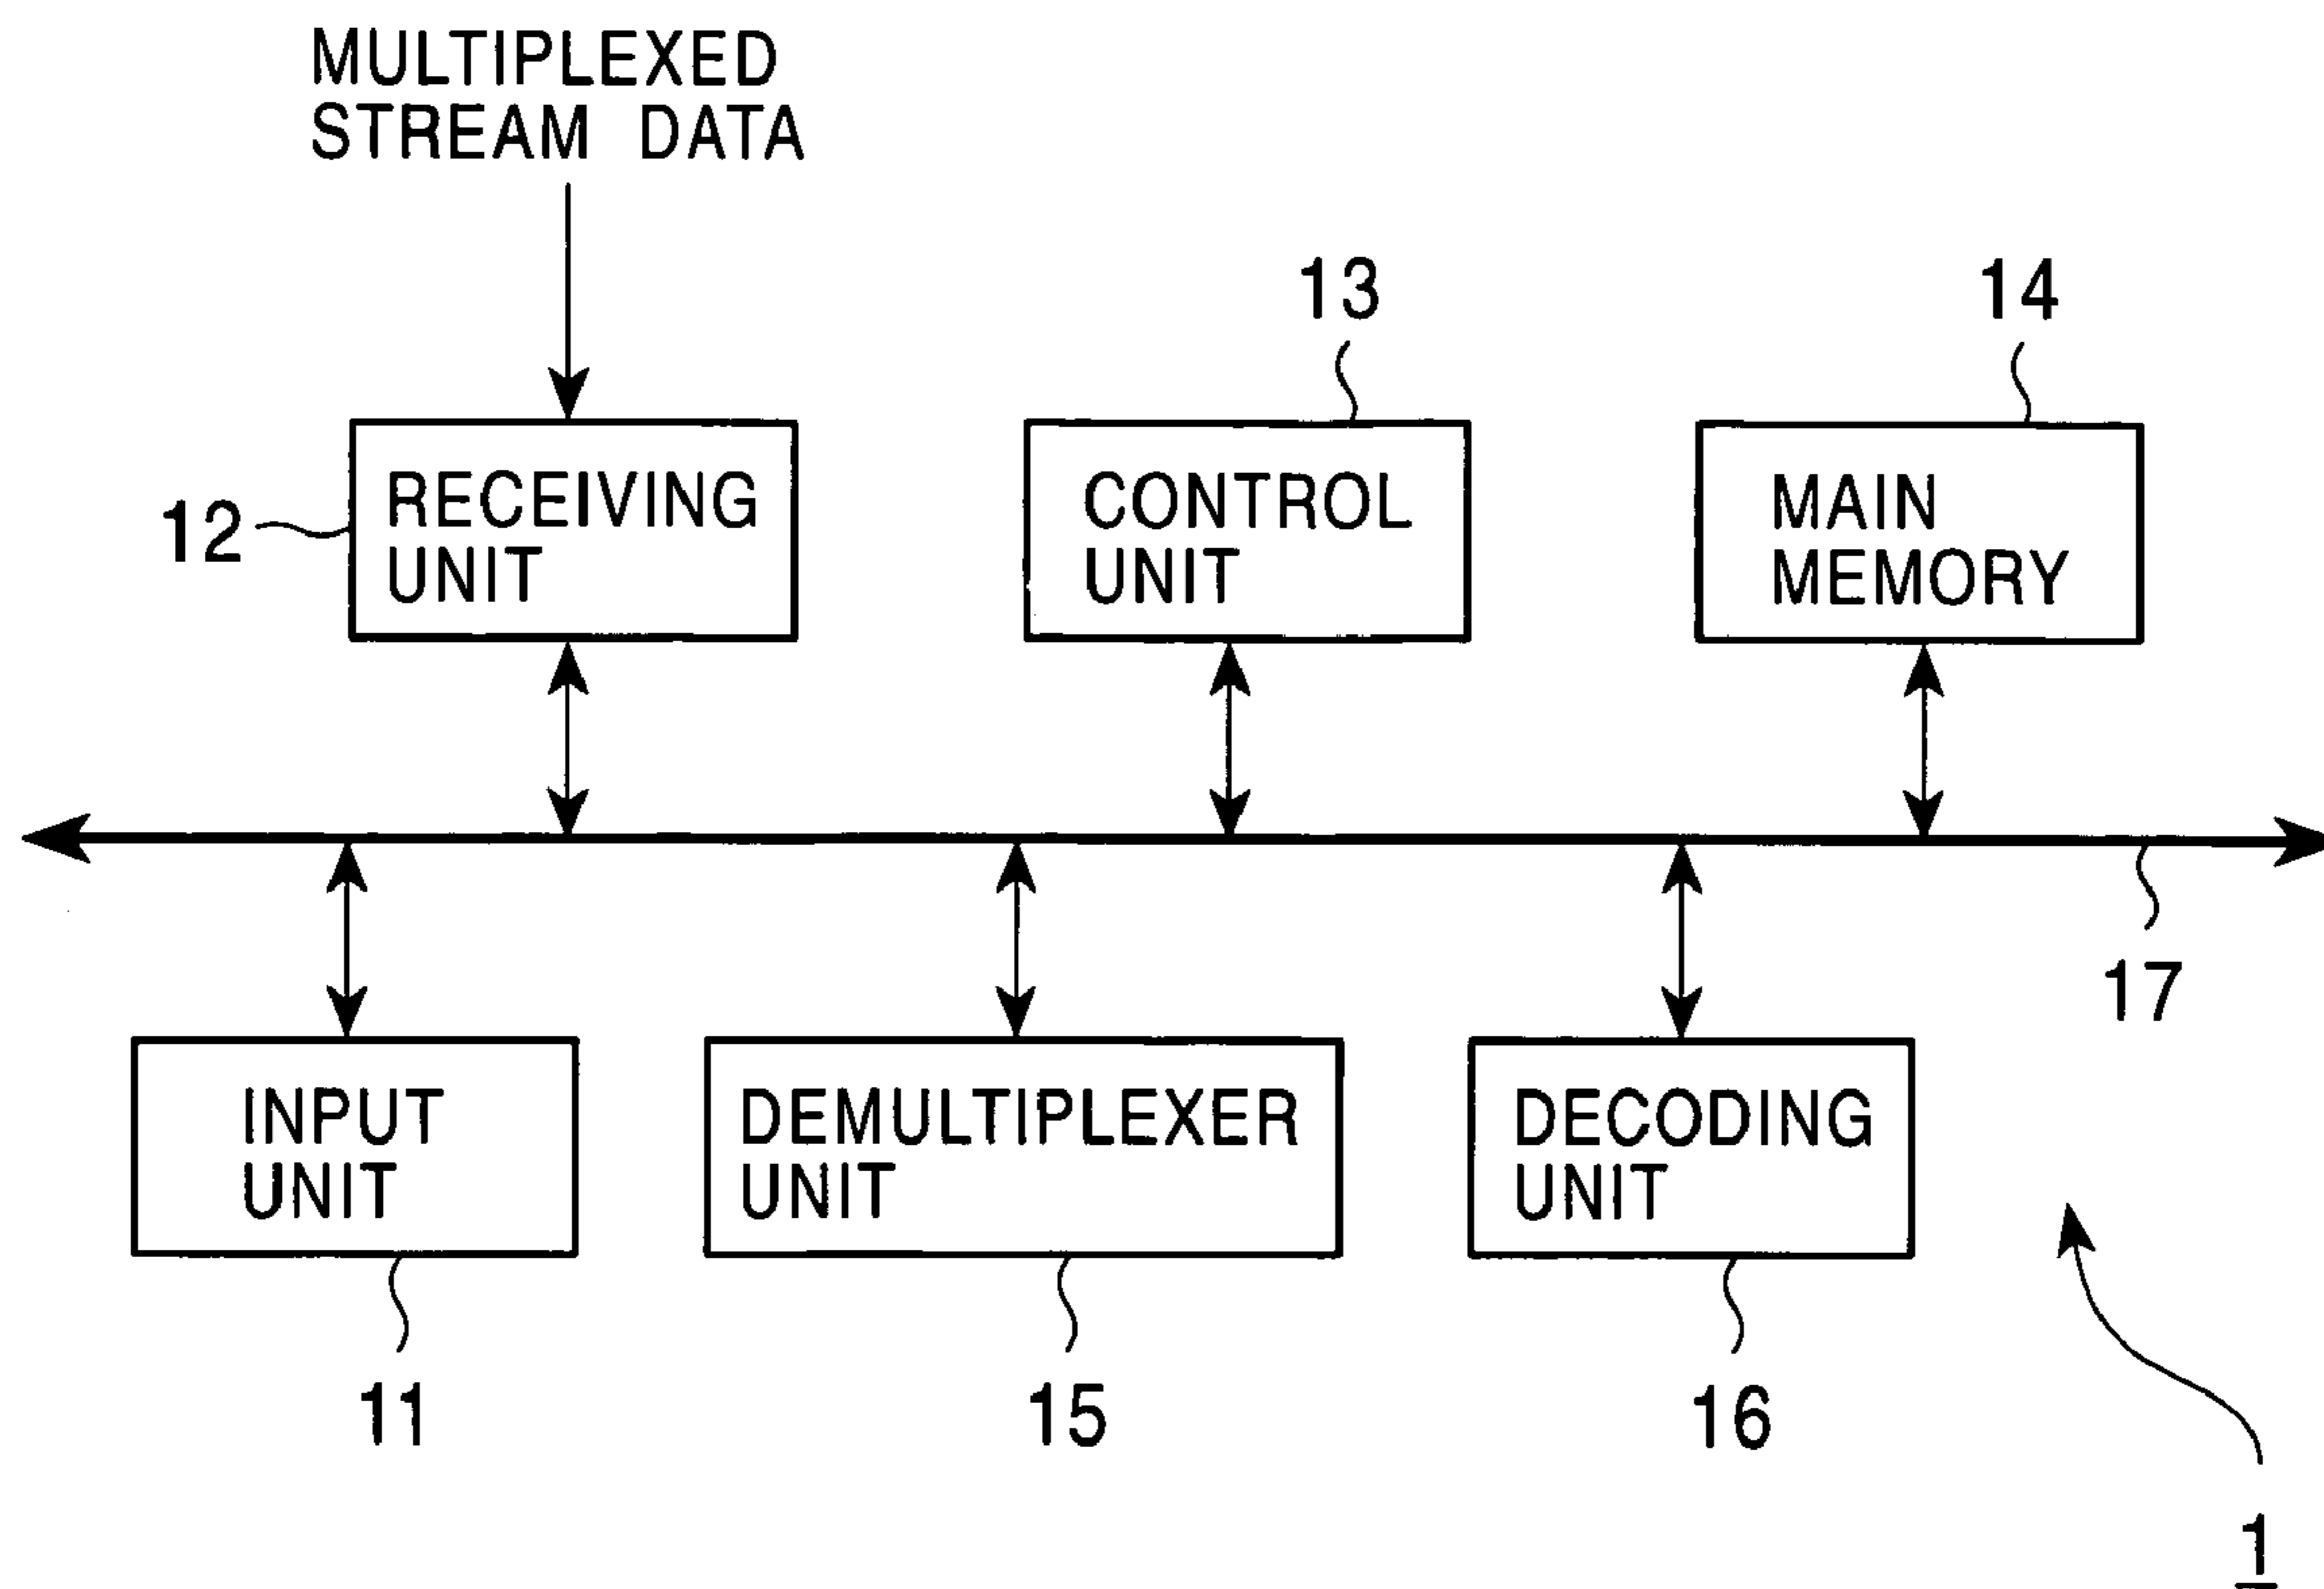 MULTIPLEXED
STREAM DATA
13
14
12
RECEIVING
UNIT
CONTROL
UNIT
MAIN
MEMORY
17
INPUT
UNIT
DEMULTIPLEXER
UNIT
DECODING
UNIT
11
15
16
1